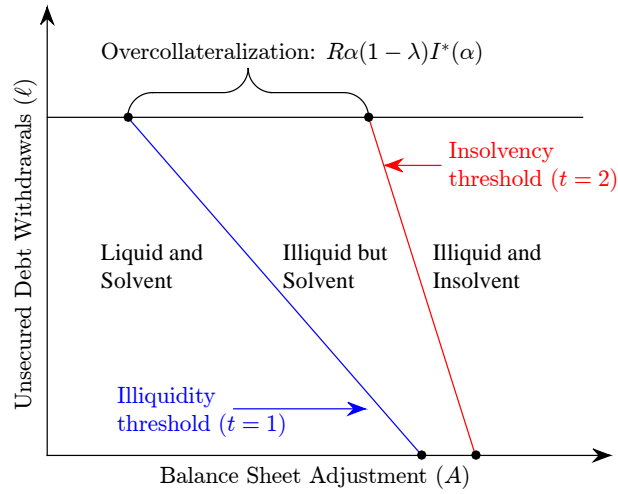 Overcollateralization: Rα(1 − λ)I*(α)
Unsecured Debt Withdrawals (ℓ)
Insolvency
threshold (t = 2)
Liquid and
Solvent
Illiquid but
Solvent
Illiquid and
Insolvent
Illiquidity
threshold (t = 1)
Balance Sheet Adjustment (A)